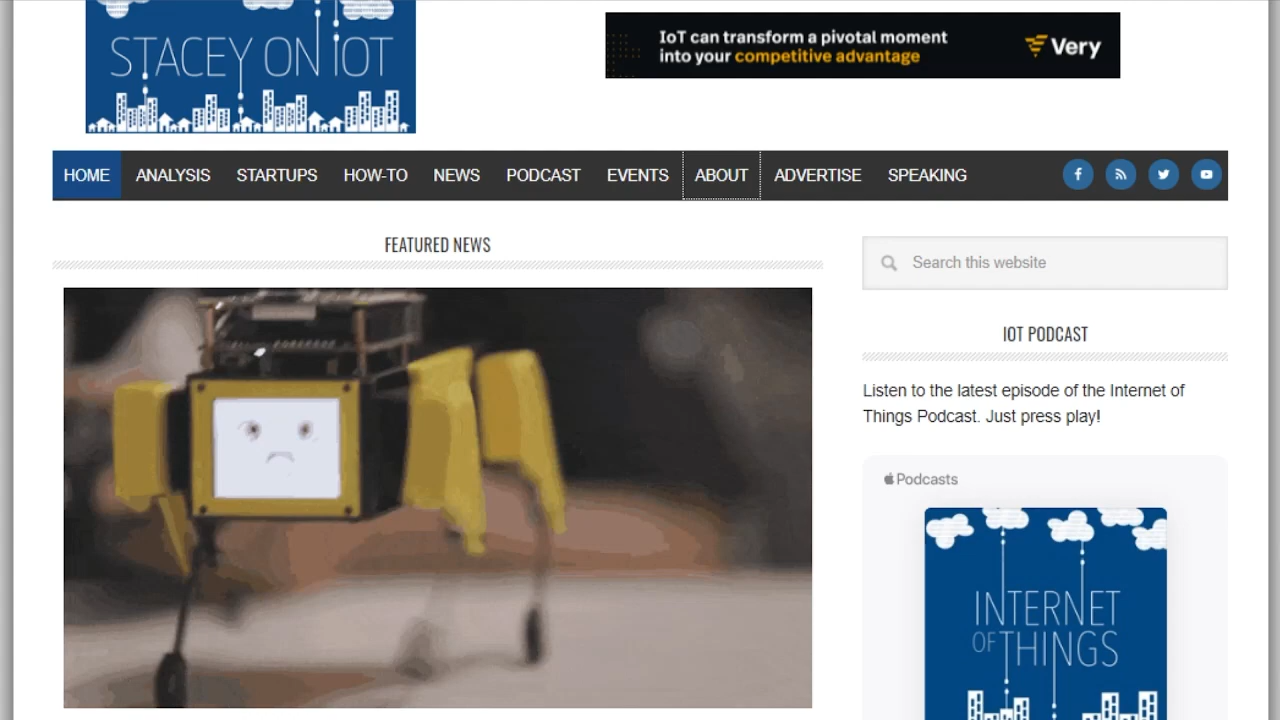 STACEY ON IOT
IoT can transform a pivotal moment
into your competitive advantage
Very
HOME ANALYSIS STARTUPS HOW-TO NEWS PODCAST EVENTS ABOUT ADVERTISE SPEAKING
FEATURED NEWS
Search this website
IOT PODCAST
Listen to the latest episode of the Internet of
Things Podcast. Just press play!
Podcasts
INTERNET
OF THINGS